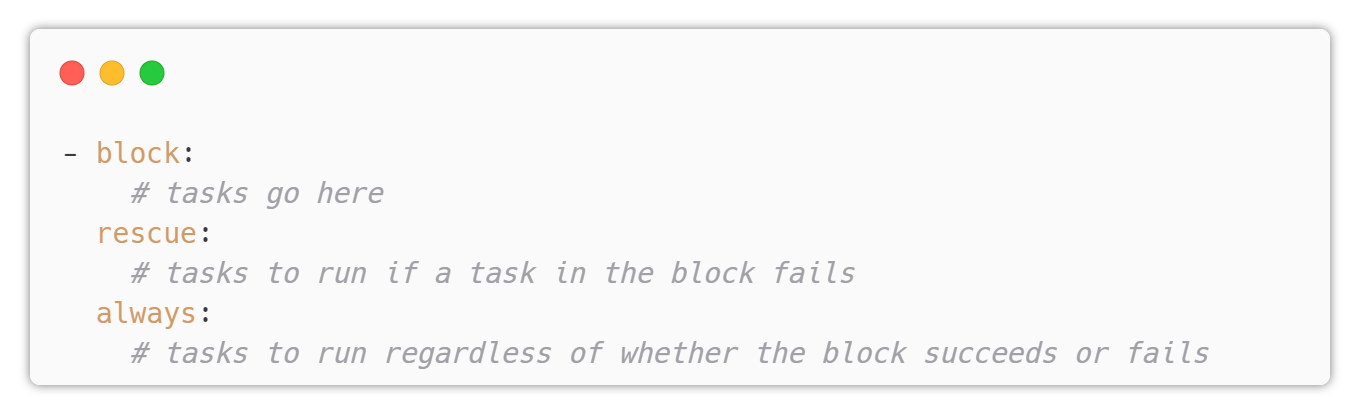 - block:
    # tasks go here
  rescue:
    # tasks to run if a task in the block fails
  always:
    # tasks to run regardless of whether the block succeeds or fails